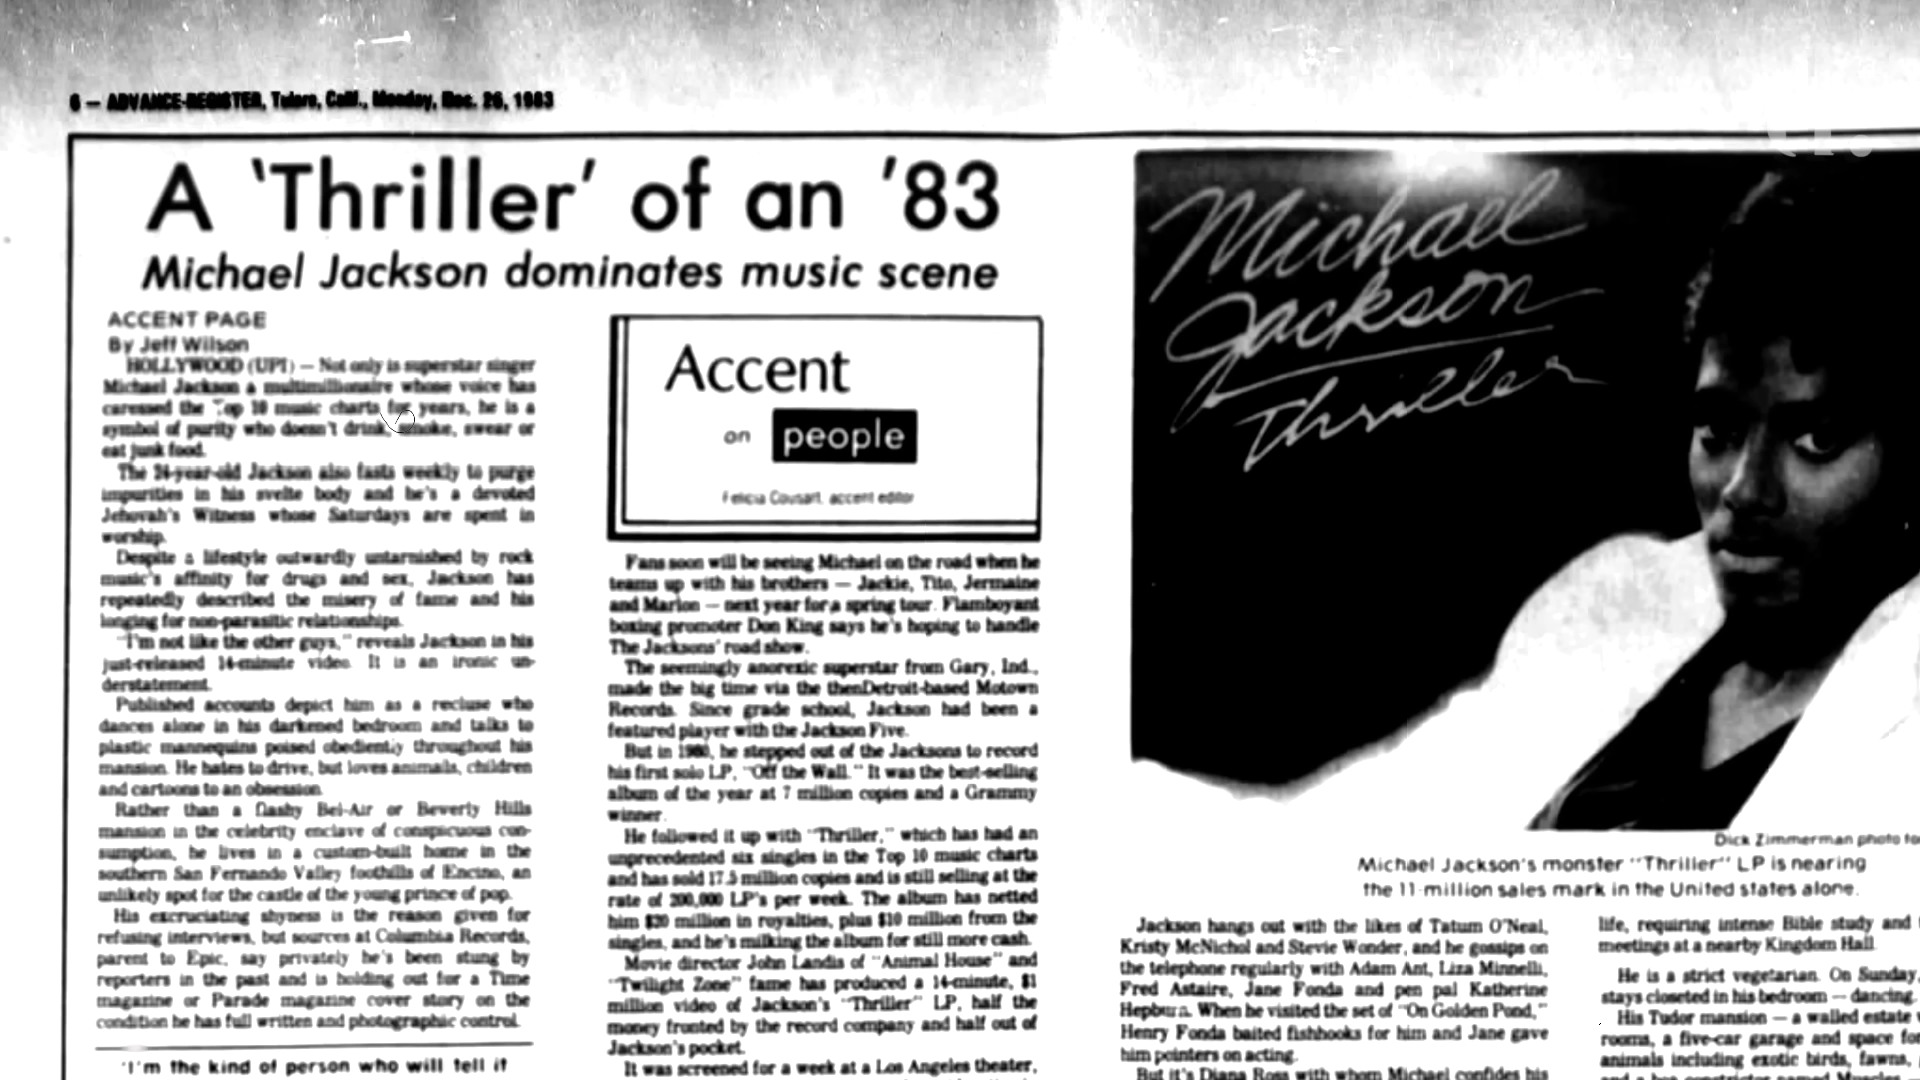 6 — ADVANCE-REGISTER, Tulare, Calif., Monday, Dec. 26, 1983
A 'Thriller' of an '83
Michael Jackson dominates music scene
ACCENT PAGE
By Jeff Wilson
HOLLYWOOD (UPI) — Not only is superstar singer
Michael Jackson a multimillionaire whose voice has
caressed the Top 10 music charts for years, he is a
symbol of purity who doesn't drink, smoke, swear or
eat junk food.
The 24-year-old Jackson also fasts weekly to purge
impurities in his svelte body and he's a devoted
Jehovah's Witness whose Saturdays are spent in
worship.
Despite a lifestyle outwardly untarnished by rock
music's affinity for drugs and sex, Jackson has
repeatedly described the misery of fame and his
longing for non-parasitic relationships.
"I'm not like the other guys," reveals Jackson in his
just-released 14-minute video. It is an ironic un-
derstatement.
Published accounts depict him as a recluse who
dances alone in his darkened bedroom and talks to
plastic mannequins poised obediently throughout his
mansion. He hates to drive, but loves animals, children
and cartoons to an obsession.
Rather than a flashy Bel-Air or Beverly Hills
mansion in the celebrity enclave of conspicuous con-
sumption, he lives in a custom-built home in the
southern San Fernando Valley foothills of Encino, an
unlikely spot for the castle of the young prince of pop.
His excruciating shyness is the reason given for
refusing interviews, but sources at Columbia Records,
parent to Epic, say privately he's been stung by
reporters in the past and is holding out for a Time
magazine or Parade magazine cover story on the
condition he has full written and photographic control.
'I'm the kind of person who will tell it
Accent
on people
Felicia Cousart, accent editor
Fans soon will be seeing Michael on the road when he
teams up with his brothers — Jackie, Tito, Jermaine
and Marlon — next year for a spring tour. Flamboyant
boxing promoter Don King says he's hoping to handle
The Jacksons' road show.
The seemingly anorexic superstar from Gary, Ind.,
made the big time via the thenDetroit-based Motown
Records. Since grade school, Jackson had been a
featured player with the Jackson Five.
But in 1980, he stepped out of the Jacksons to record
his first solo LP, "Off the Wall." It was the best-selling
album of the year at 7 million copies and a Grammy
winner.
He followed it up with "Thriller," which has had an
unprecedented six singles in the Top 10 music charts
and has sold 17.5 million copies and is still selling at the
rate of 200,000 LP's per week. The album has netted
him $20 million in royalties, plus $10 million from the
singles, and he's milking the album for still more cash.
Movie director John Landis of "Animal House" and
"Twilight Zone" fame has produced a 14-minute, $1
million video of Jackson's "Thriller" LP, half the
money fronted by the record company and half out of
Jackson's pocket.
It was screened for a week at a Los Angeles theater,
Michael
Jackson
Thriller
Dick Zimmerman photo for
Michael Jackson's monster "Thriller" LP is nearing
the 11-million sales mark in the United states alone.
Jackson hangs out with the likes of Tatum O'Neal,
Kristy McNichol and Stevie Wonder, and he gossips on
the telephone regularly with Adam Ant, Liza Minnelli,
Fred Astaire, Jane Fonda and pen pal Katherine
Hepburn. When he visited the set of "On Golden Pond,"
Henry Fonda baited fishhooks for him and Jane gave
him pointers on acting.
But it's Diana Ross with whom Michael confides his
life, requiring intense Bible study and
meetings at a nearby Kingdom Hall.
He is a strict vegetarian. On Sunday,
stays closeted in his bedroom — dancing.
His Tudor mansion — a walled estate
rooms, a five-car garage and space for
animals including exotic birds, fawns,
and a boa constrictor named Muscles